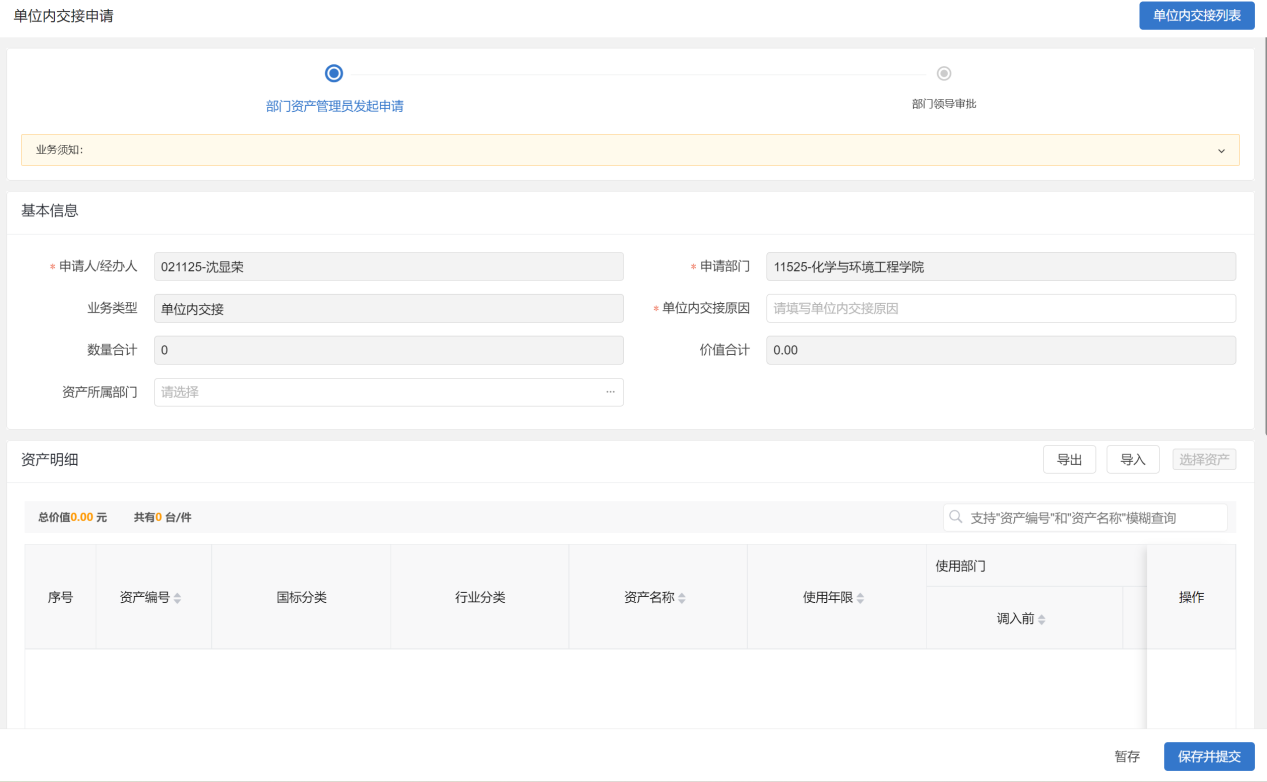 单位内交接申请
单位内交接列表
部门资产管理员发起申请
部门领导审批
业务须知:
基本信息
* 申请人/经办人 021125-沈显荣
* 申请部门 11525-化学与环境工程学院
业务类型 单位内交接
* 单位内交接原因 请填写单位内交接原因
数量合计 0
价值合计 0.00
资产所属部门 请选择 ...
资产明细
导出 导入 选择资产
总价值0.00 元 共有0 台/件
支持"资产编号"和"资产名称"模糊查询
序号 资产编号 国标分类 行业分类 资产名称 使用年限 使用部门 操作
调入前
暂存 保存并提交